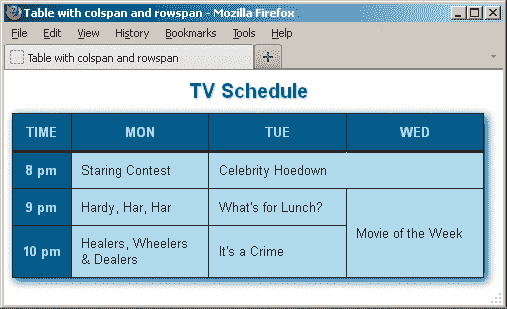 Table with colspan and rowspan - Mozilla Firefox
File Edit View History Bookmarks Tools Help
Table with colspan and rowspan
TV Schedule
TIME MON TUE WED
8 pm Staring Contest Celebrity Hoedown
9 pm Hardy, Har, Har What's for Lunch?
Movie of the Week
10 pm Healers, Wheelers
& Dealers It's a Crime